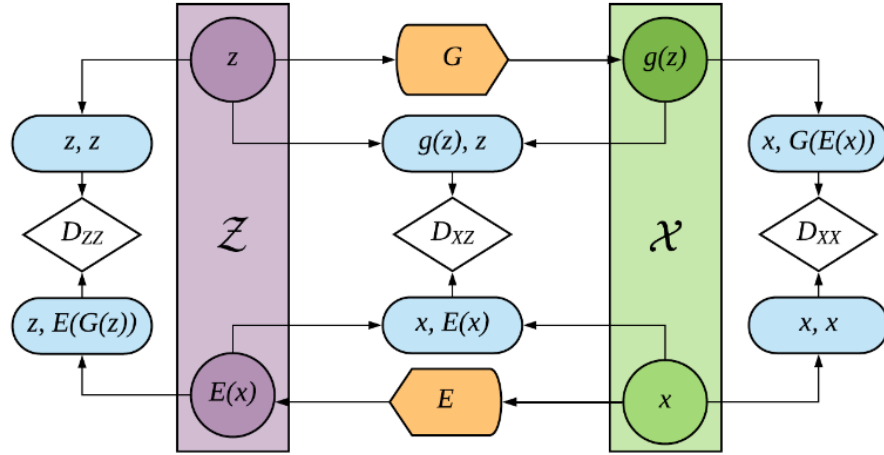 z
G
g(z)
z, z
g(z), z
x, G(E(x))
D_ZZ
𝒵
D_XZ
𝒳
D_XX
z, E(G(z))
x, E(x)
x, x
E(x)
E
x